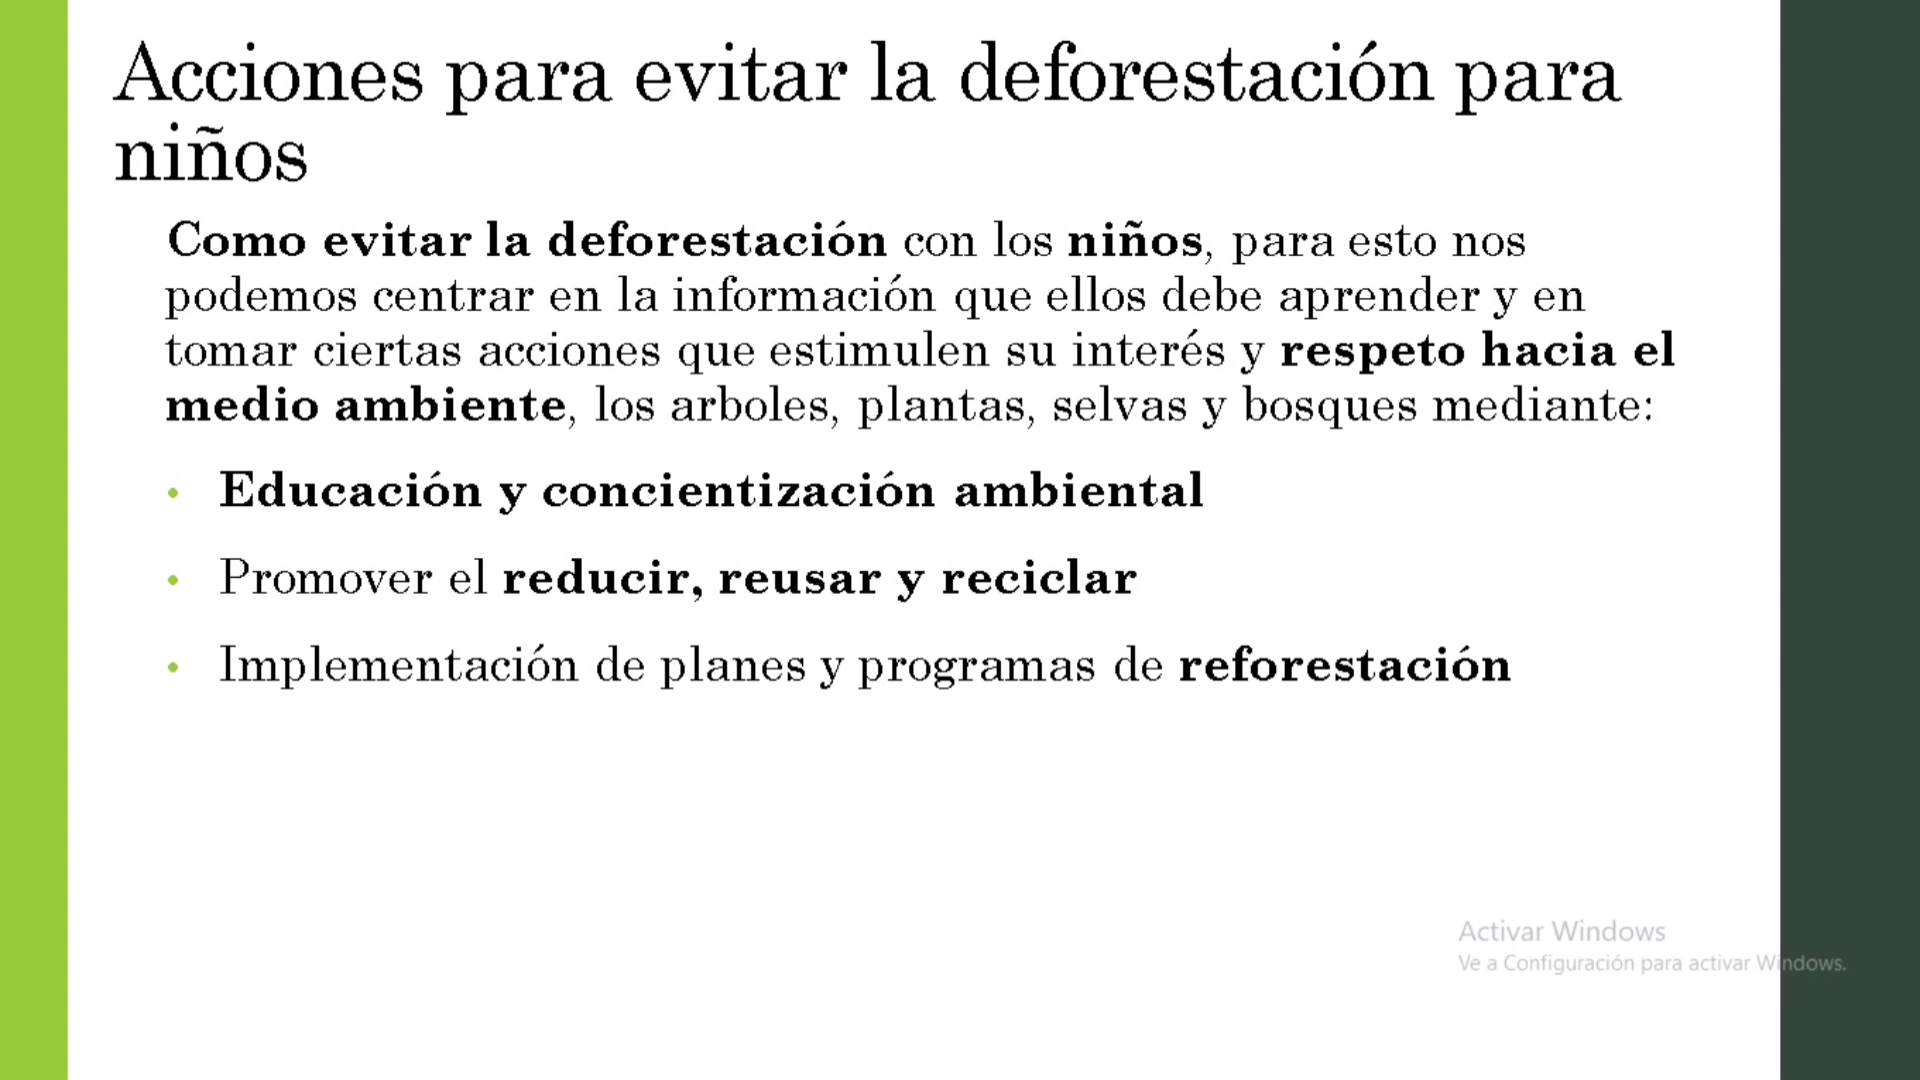 Acciones para evitar la deforestación para
niños
Como evitar la deforestación con los niños, para esto nos
podemos centrar en la información que ellos debe aprender y en
tomar ciertas acciones que estimulen su interés y respeto hacia el
medio ambiente, los arboles, plantas, selvas y bosques mediante:
• Educación y concientización ambiental
• Promover el reducir, reusar y reciclar
• Implementación de planes y programas de reforestación
Activar Windows
Ve a Configuración para activar Windows.